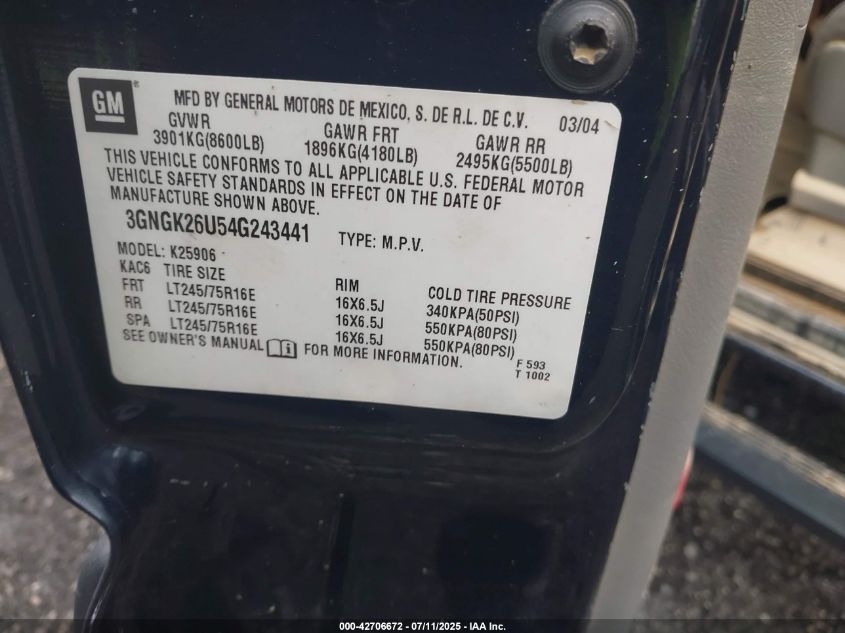 GM ®
MFD BY GENERAL MOTORS DE MEXICO, S. DE R.L. DE C.V. 03/04
GVWR GAWR FRT GAWR RR
3901KG(8600LB) 1896KG(4180LB) 2495KG(5500LB)
THIS VEHICLE CONFORMS TO ALL APPLICABLE U.S. FEDERAL MOTOR
VEHICLE SAFETY STANDARDS IN EFFECT ON THE DATE OF
MANUFACTURE SHOWN ABOVE.
3GNGK26U54G243441 TYPE: M.P.V.
MODEL: K25906
KAC6 TIRE SIZE RIM COLD TIRE PRESSURE
FRT LT245/75R16E 16X6.5J 340KPA(50PSI)
RR LT245/75R16E 16X6.5J 550KPA(80PSI)
SPA LT245/75R16E 16X6.5J 550KPA(80PSI)
SEE OWNER'S MANUAL FOR MORE INFORMATION.
F 593
T 1002
000-42706672 - 07/11/2025 - IAA Inc.